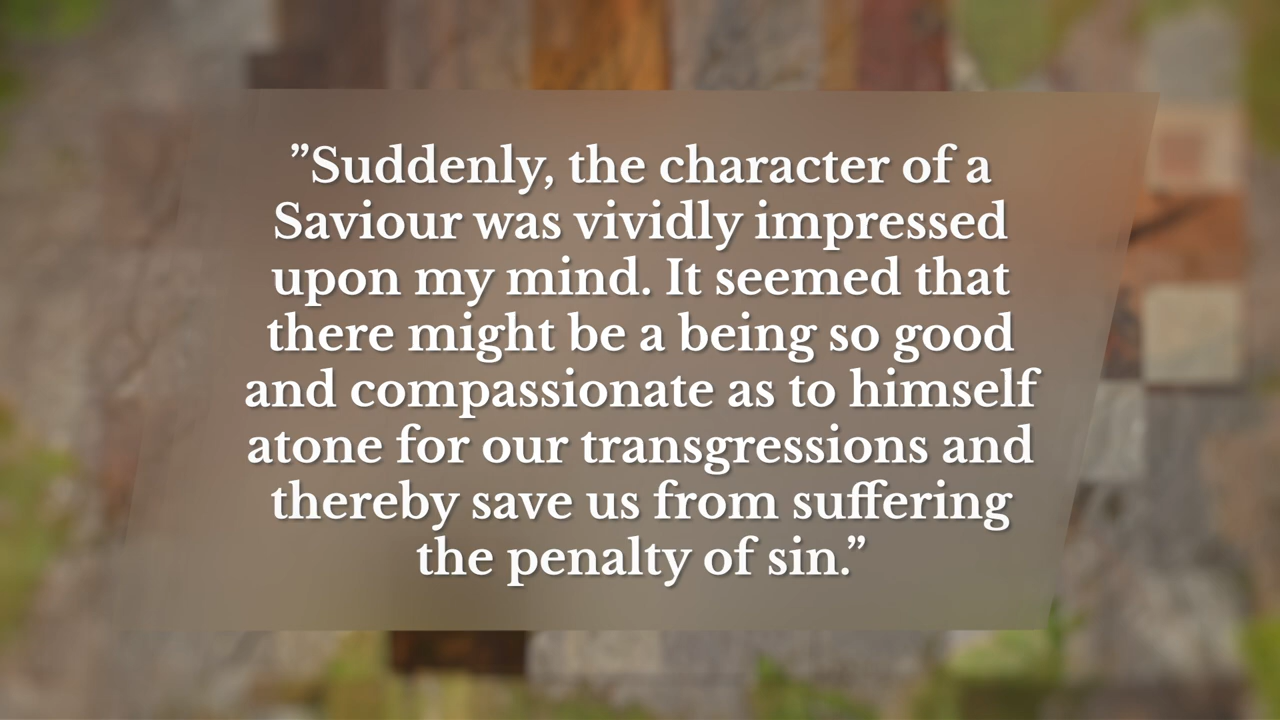 ”Suddenly, the character of a
Saviour was vividly impressed
upon my mind. It seemed that
there might be a being so good
and compassionate as to himself
atone for our transgressions and
thereby save us from suffering
the penalty of sin.”